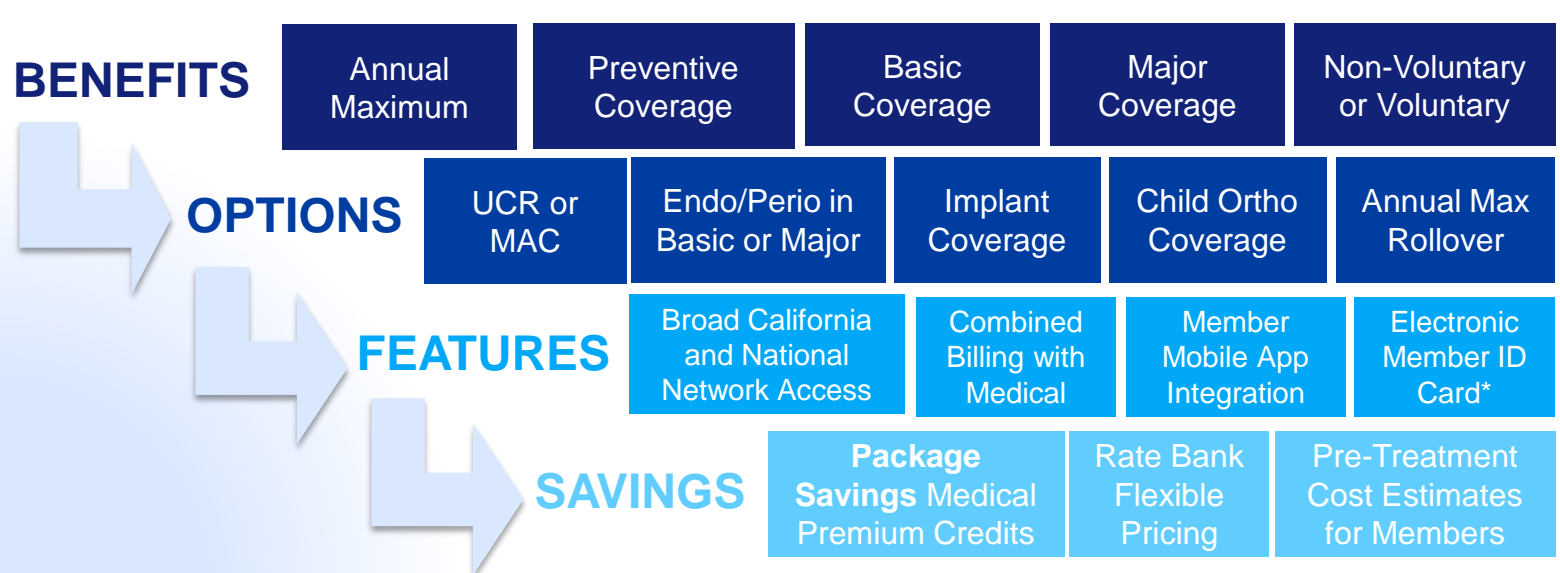 BENEFITS
Annual
Maximum
Preventive
Coverage
Basic
Coverage
Major
Coverage
Non-Voluntary
or Voluntary
OPTIONS
UCR or
MAC
Endo/Perio in
Basic or Major
Implant
Coverage
Child Ortho
Coverage
Annual Max
Rollover
FEATURES
Broad California
and National
Network Access
Combined
Billing with
Medical
Member
Mobile App
Integration
Electronic
Member ID
Card*
SAVINGS
Package
Savings Medical
Premium Credits
Rate Bank
Flexible
Pricing
Pre-Treatment
Cost Estimates
for Members